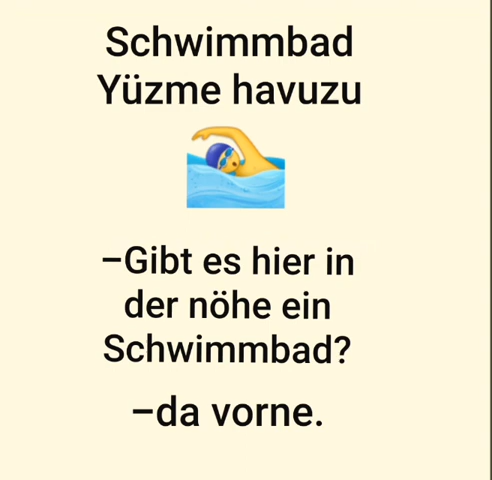 Schwimmbad
Yüzme havuzu
–Gibt es hier in
der nöhe ein
Schwimmbad?
–da vorne.